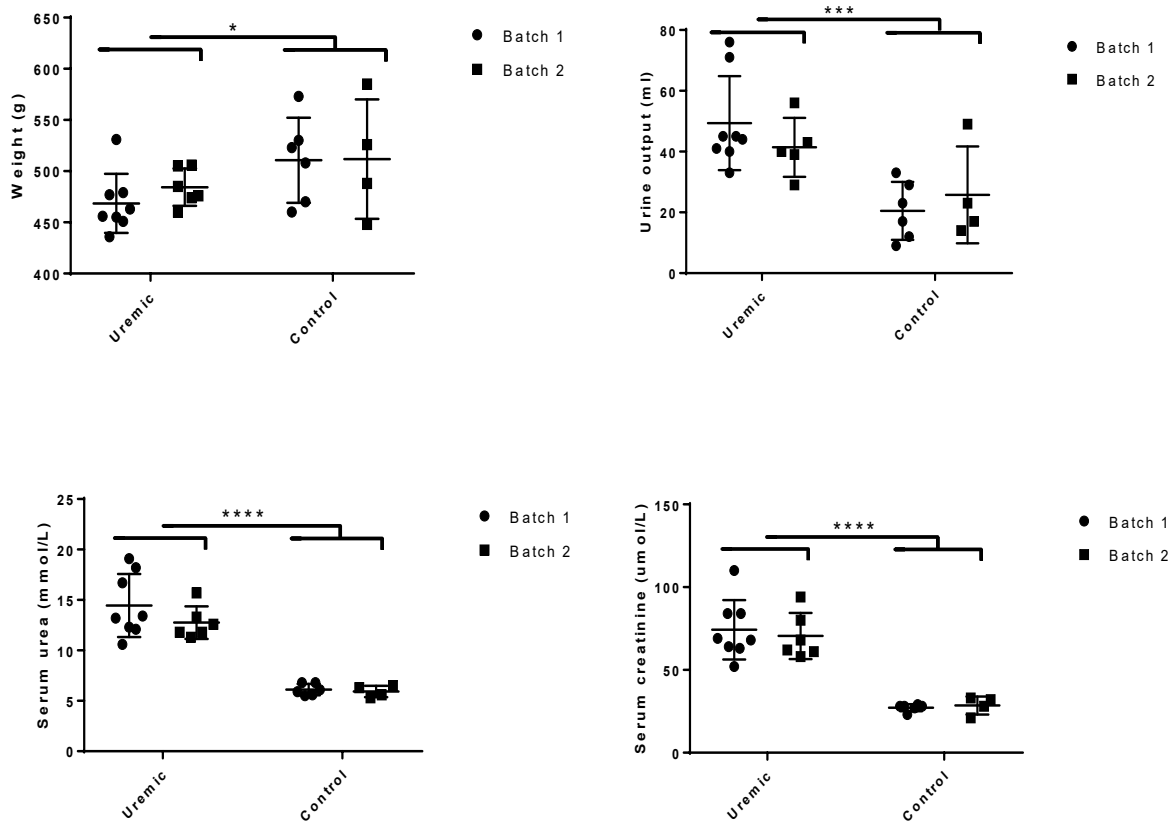 650
600
550
500
450
400
Weight (g)
*
Batch 1
Batch 2
Uremic
Control
80
60
40
20
0
Urine output (ml)
***
Batch 1
Batch 2
Uremic
Control
25
20
15
10
5
0
Serum urea (mmol/L)
****
Batch 1
Batch 2
Uremic
Control
150
100
50
0
Serum creatinine (umol/L)
****
Batch 1
Batch 2
Uremic
Control